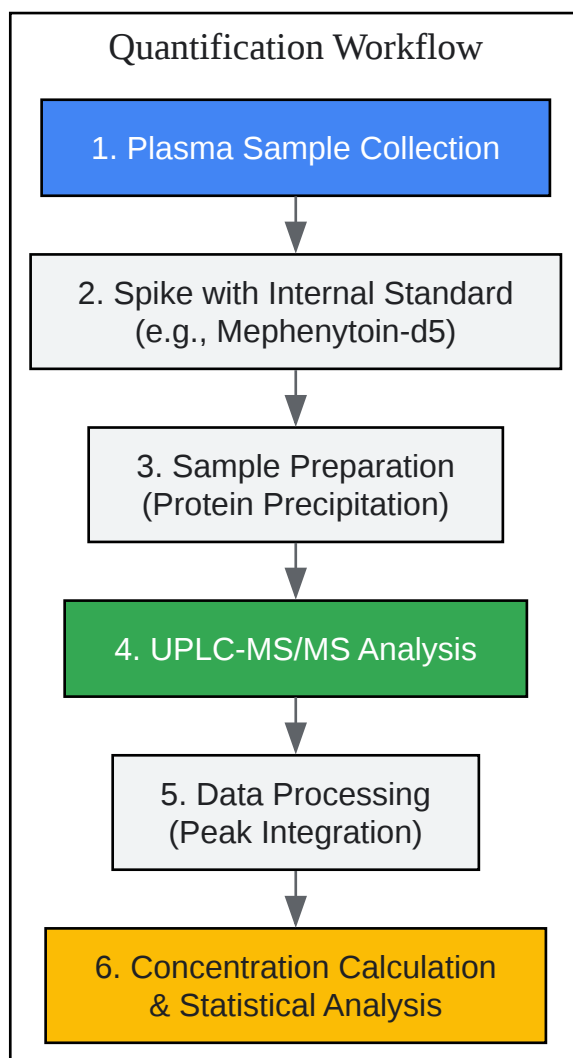 Quantification Workflow
1. Plasma Sample Collection
2. Spike with Internal Standard
(e.g., Mephenytoin-d5)
3. Sample Preparation
(Protein Precipitation)
4. UPLC-MS/MS Analysis
5. Data Processing
(Peak Integration)
6. Concentration Calculation
& Statistical Analysis